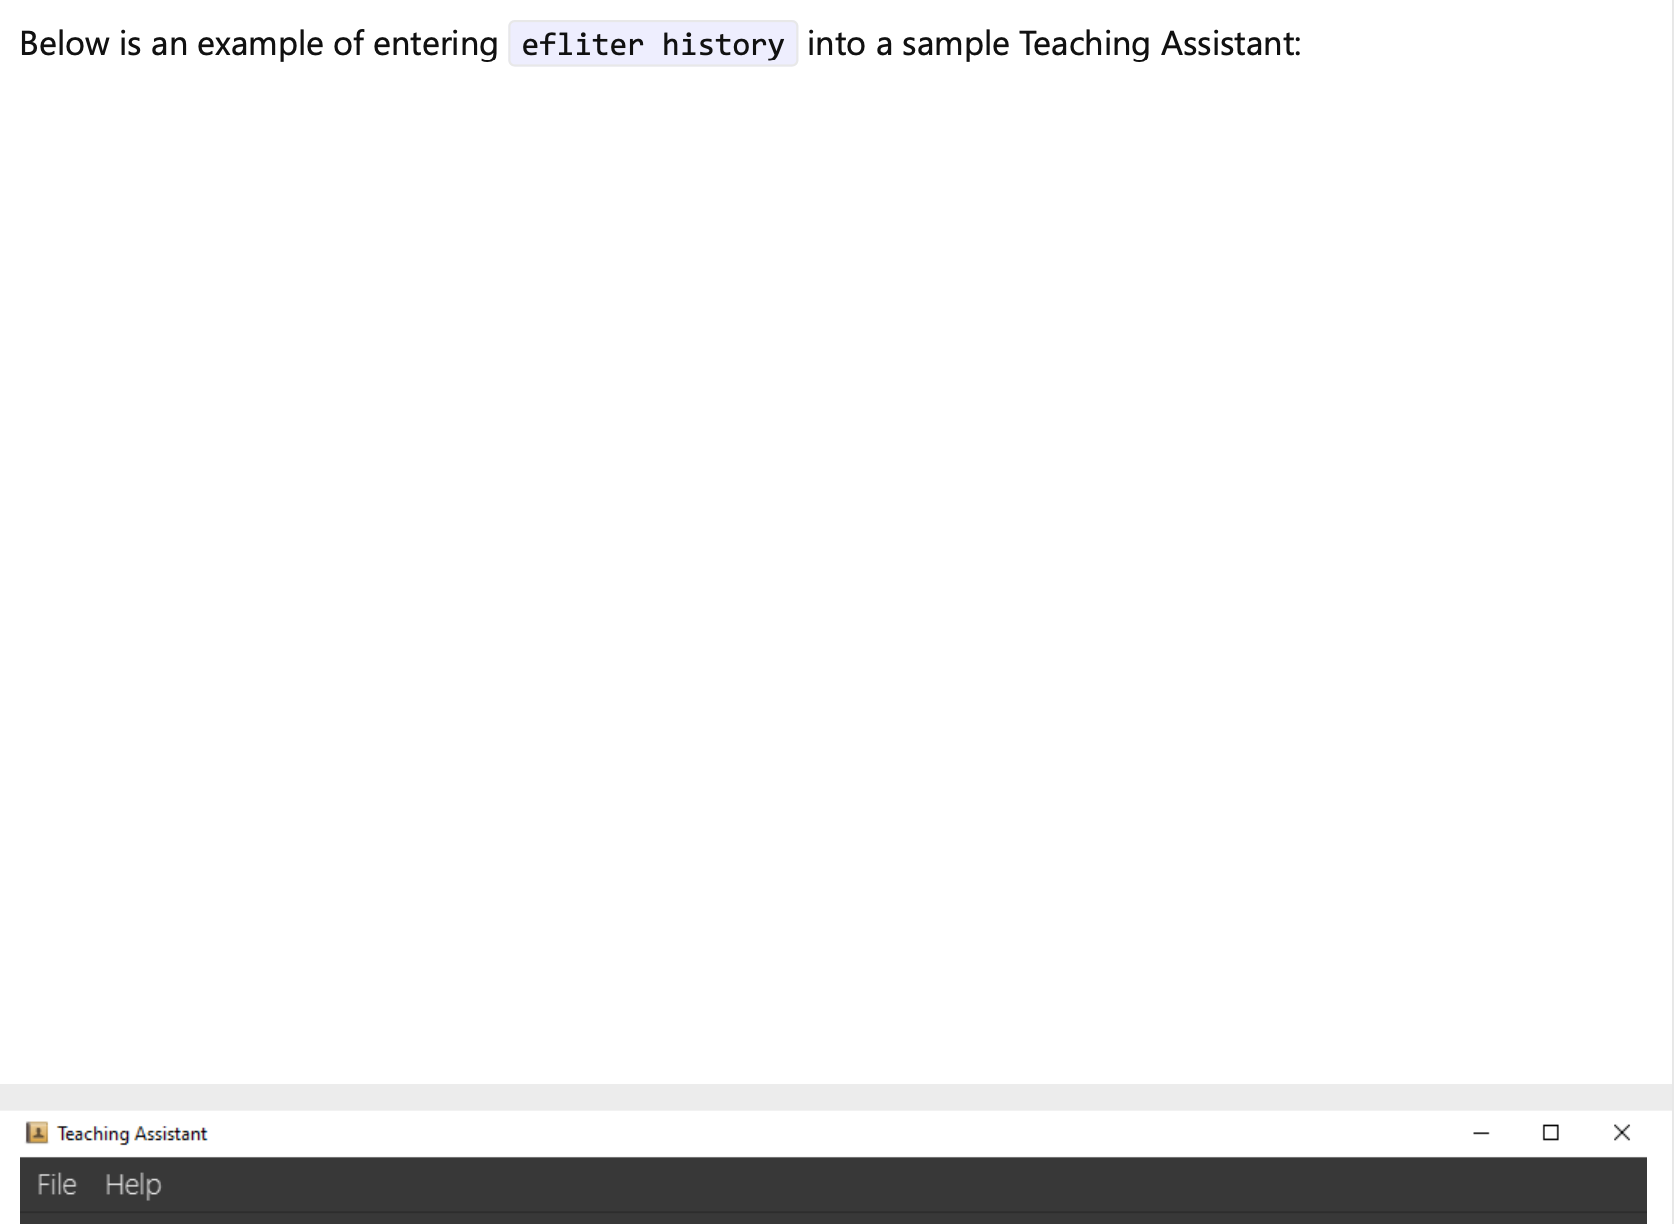 Below is an example of entering efliter history into a sample Teaching Assistant:
Teaching Assistant
File Help